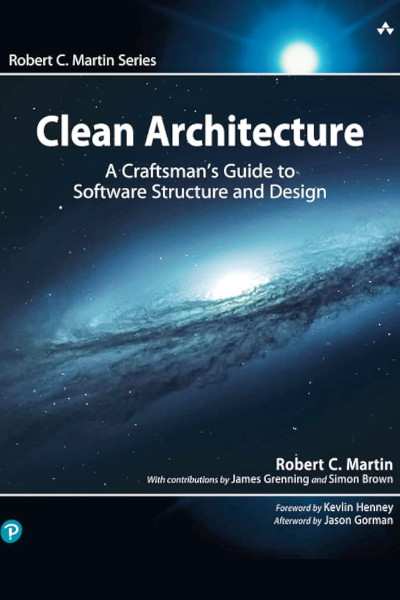 Robert C. Martin Series
Clean Architecture
A Craftsman's Guide to
Software Structure and Design
Robert C. Martin
With contributions by James Grenning and Simon Brown
Foreword by Kevlin Henney
Afterword by Jason Gorman